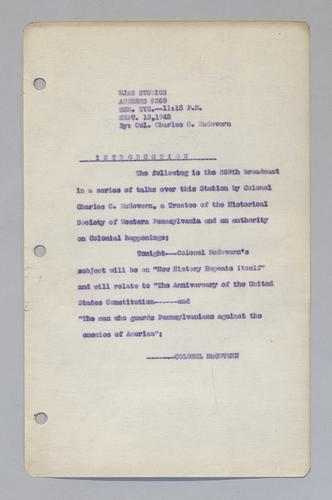 WJAS STUDIOS
ADDRESS #269
SUN. EVE.--11:15 P.M.
SEPT. 13,1942
By: Col. Charles C. McGovern
I N T R O D U C T I O N
The following is the 269th broadcast
in a series of talks over this Station by Colonel
Charles C. McGovern, a Trustee of the Historical
Society of Western Pennsylvania and an authority
on Colonial happenings;
Tonight---Colonel McGovern's
subject will be on "How History Repeats Itself"
and will relate to "The Anniversary of the United
States Constitution------and
"The man who guards Pennsylvanians against the
enemies of America";
-------COLONEL McGOVERN